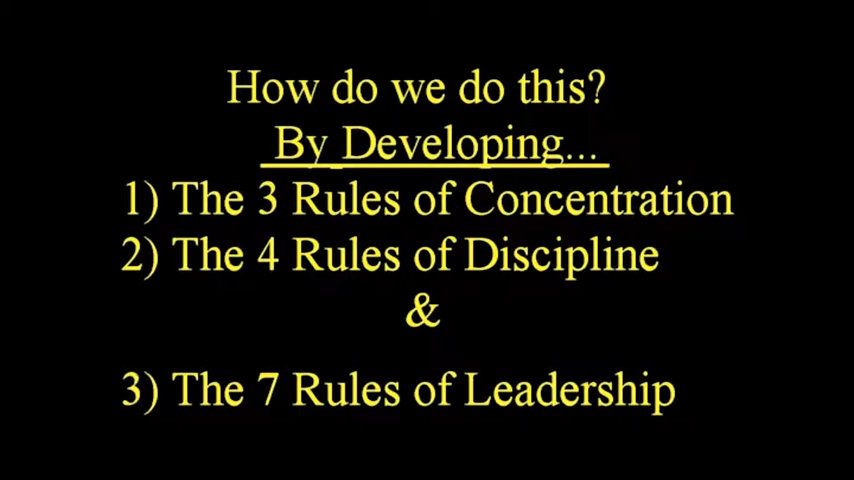 How do we do this?
By Developing...
1) The 3 Rules of Concentration
2) The 4 Rules of Discipline
&
3) The 7 Rules of Leadership